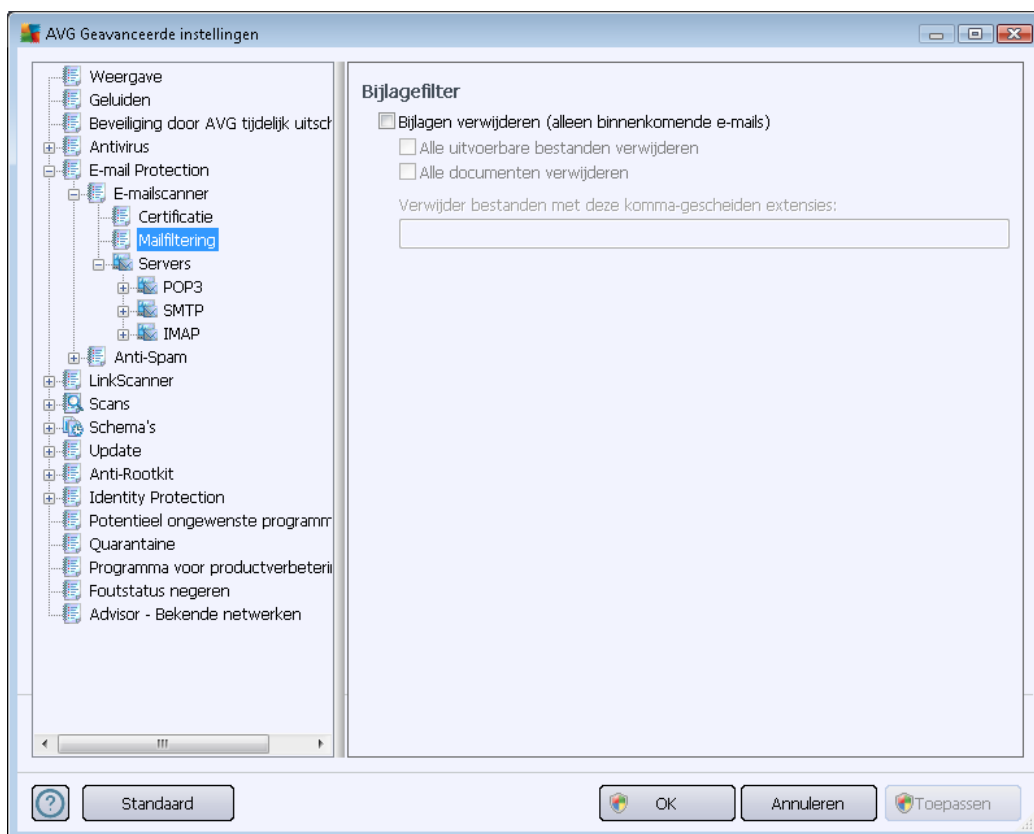 AVG Geavanceerde instellingen
Weergave
Geluiden
Beveiliging door AVG tijdelijk uitsch
Antivirus
E-mail Protection
E-mailscanner
Certificatie
Mailfiltering
Servers
POP3
SMTP
IMAP
Anti-Spam
LinkScanner
Scans
Schema's
Update
Anti-Rootkit
Identity Protection
Potentieel ongewenste programm
Quarantaine
Programma voor productverbeterin
Foutstatus negeren
Advisor - Bekende netwerken
Bijlagefilter
Bijlagen verwijderen (alleen binnenkomende e-mails)
Alle uitvoerbare bestanden verwijderen
Alle documenten verwijderen
Verwijder bestanden met deze komma-gescheiden extensies:
Standaard
OK
Annuleren
Toepassen